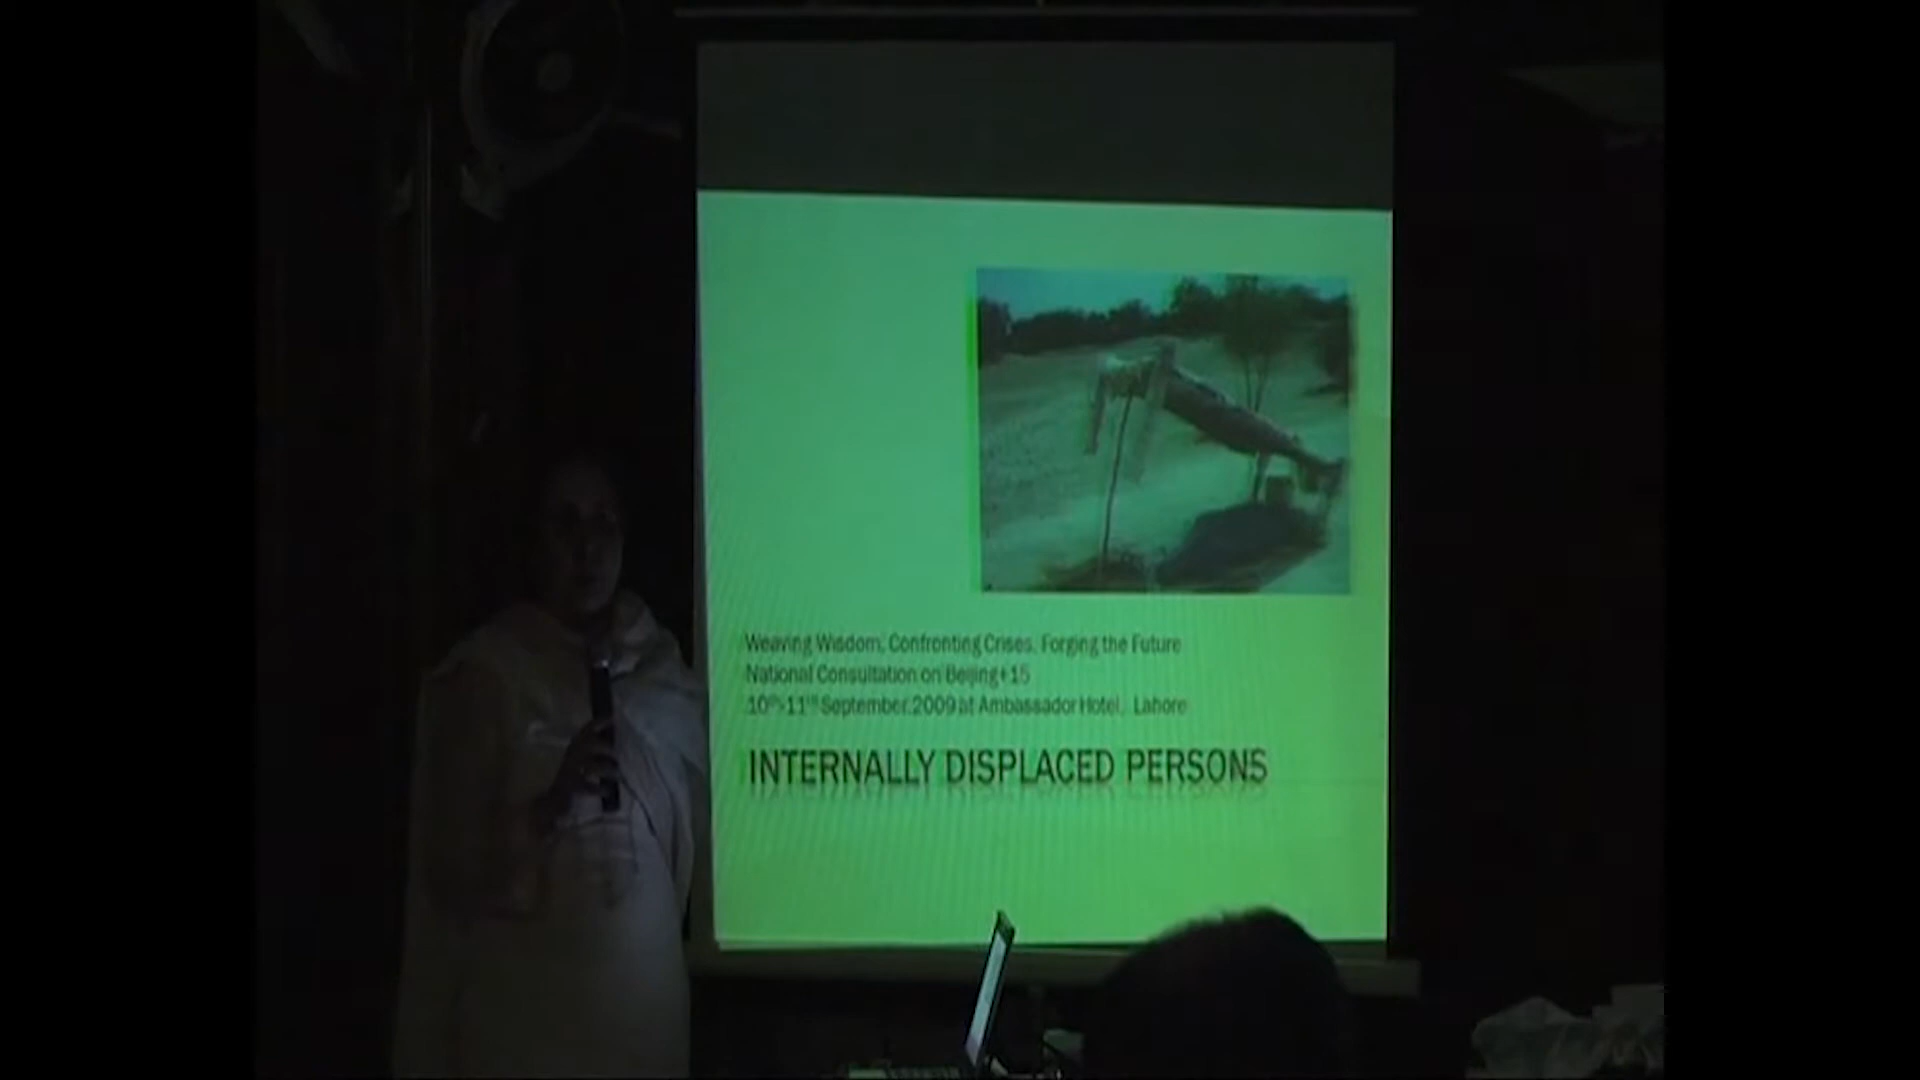 Weaving Wisdom, Confronting Crises, Forging the Future
National Consultation on Beijing+15
10th-11th September, 2009 at Ambassador Hotel, Lahore
INTERNALLY DISPLACED PERSONS